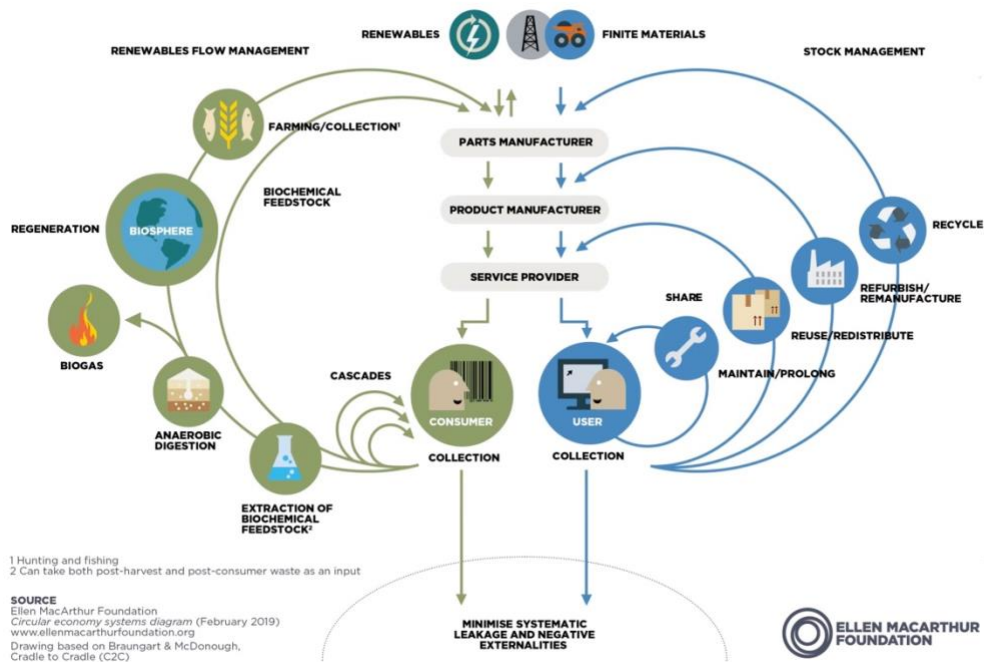 RENEWABLES
FINITE MATERIALS
RENEWABLES FLOW MANAGEMENT
STOCK MANAGEMENT
FARMING/COLLECTION¹
PARTS MANUFACTURER
BIOCHEMICAL
FEEDSTOCK
PRODUCT MANUFACTURER
REGENERATION
BIOSPHERE
RECYCLE
SERVICE PROVIDER
SHARE
REFURBISH/
REMANUFACTURE
REUSE/REDISTRIBUTE
BIOGAS
MAINTAIN/PROLONG
CASCADES
CONSUMER
USER
ANAEROBIC
DIGESTION
COLLECTION
COLLECTION
EXTRACTION OF
BIOCHEMICAL
FEEDSTOCK²
1 Hunting and fishing
2 Can take both post-harvest and post-consumer waste as an input
SOURCE
Ellen MacArthur Foundation
Circular economy systems diagram (February 2019)
www.ellenmacarthurfoundation.org
Drawing based on Braungart & McDonough,
Cradle to Cradle (C2C)
MINIMISE SYSTEMATIC
LEAKAGE AND NEGATIVE
EXTERNALITIES
ELLEN MACARTHUR
FOUNDATION